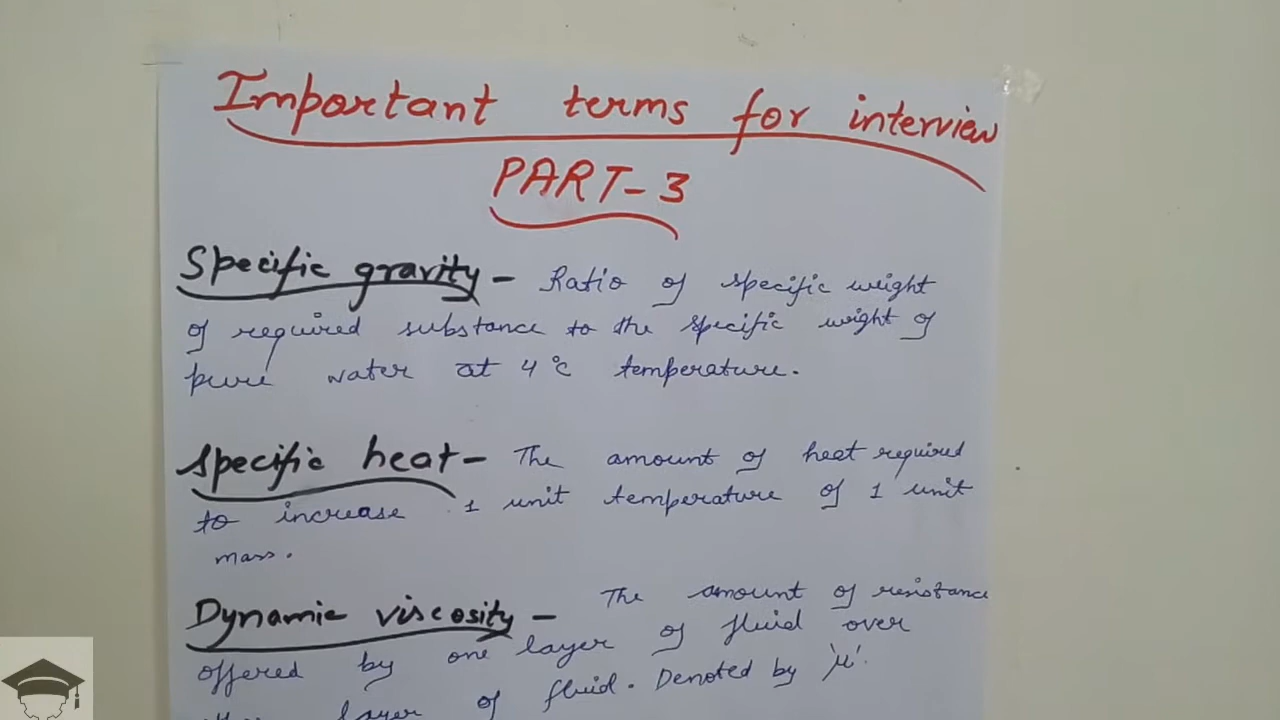 Important terms for interview
PART-3
Specific gravity - Ratio of specific weight
of required substance to the specific weight of
pure water at 4°C temperature.
Specific heat - The amount of heat required
to increase 1 unit temperature of 1 unit
mass.
Dynamic viscosity - The amount of resistance
offered by one layer of fluid over
layer of fluid. Denoted by 'μ'.